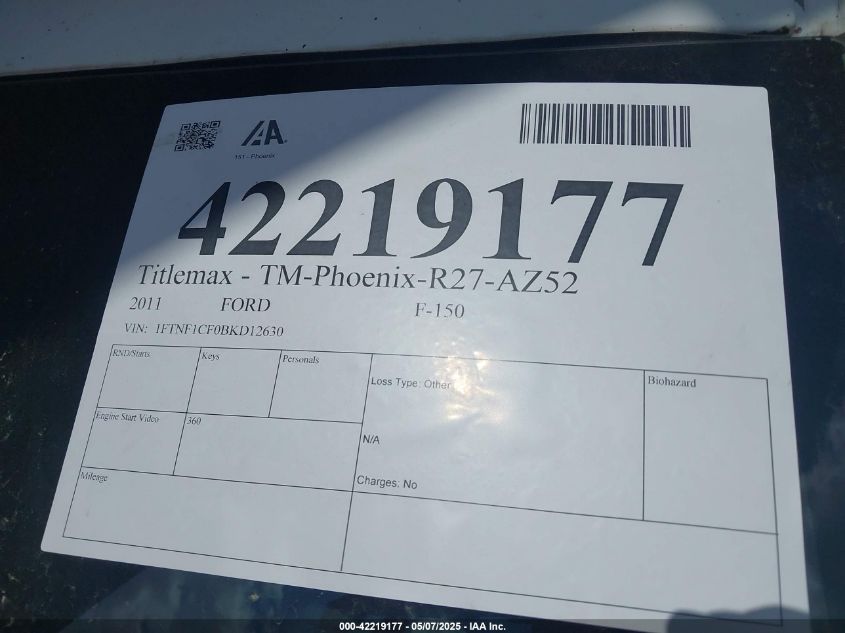 IAA
151 - Phoenix
42219177
Titlemax - TM-Phoenix-R27-AZ52
2011 FORD F-150
VIN: 1FTNF1CF0BKD12630
RND/Starts Keys Personals Loss Type: Other Biohazard
Engine Start Video 360 N/A
Mileage Charges: No
000-42219177 - 05/07/2025 - IAA Inc.